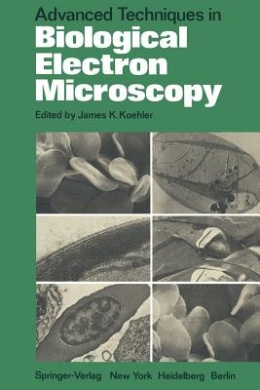 Advanced Techniques in
Biological
Electron
Microscopy
Edited by James K. Koehler
Springer-Verlag New York Heidelberg Berlin